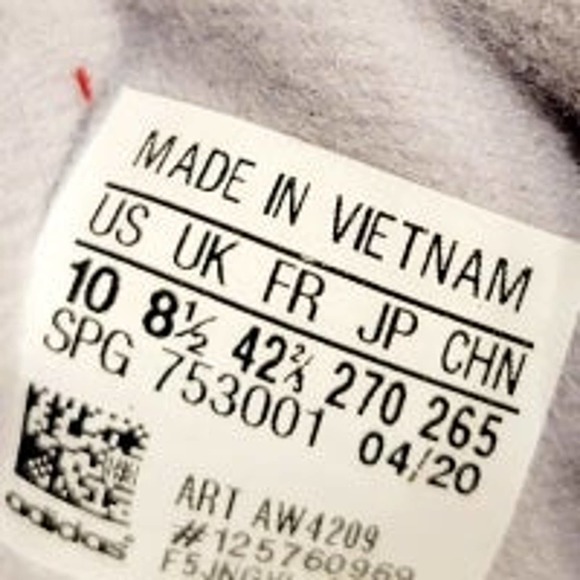 MADE IN VIETNAM
US UK FR JP CHN
10 8½ 42⅔ 270 265
SPG 753001 04/20
ART AW4209
#125760969
adidas